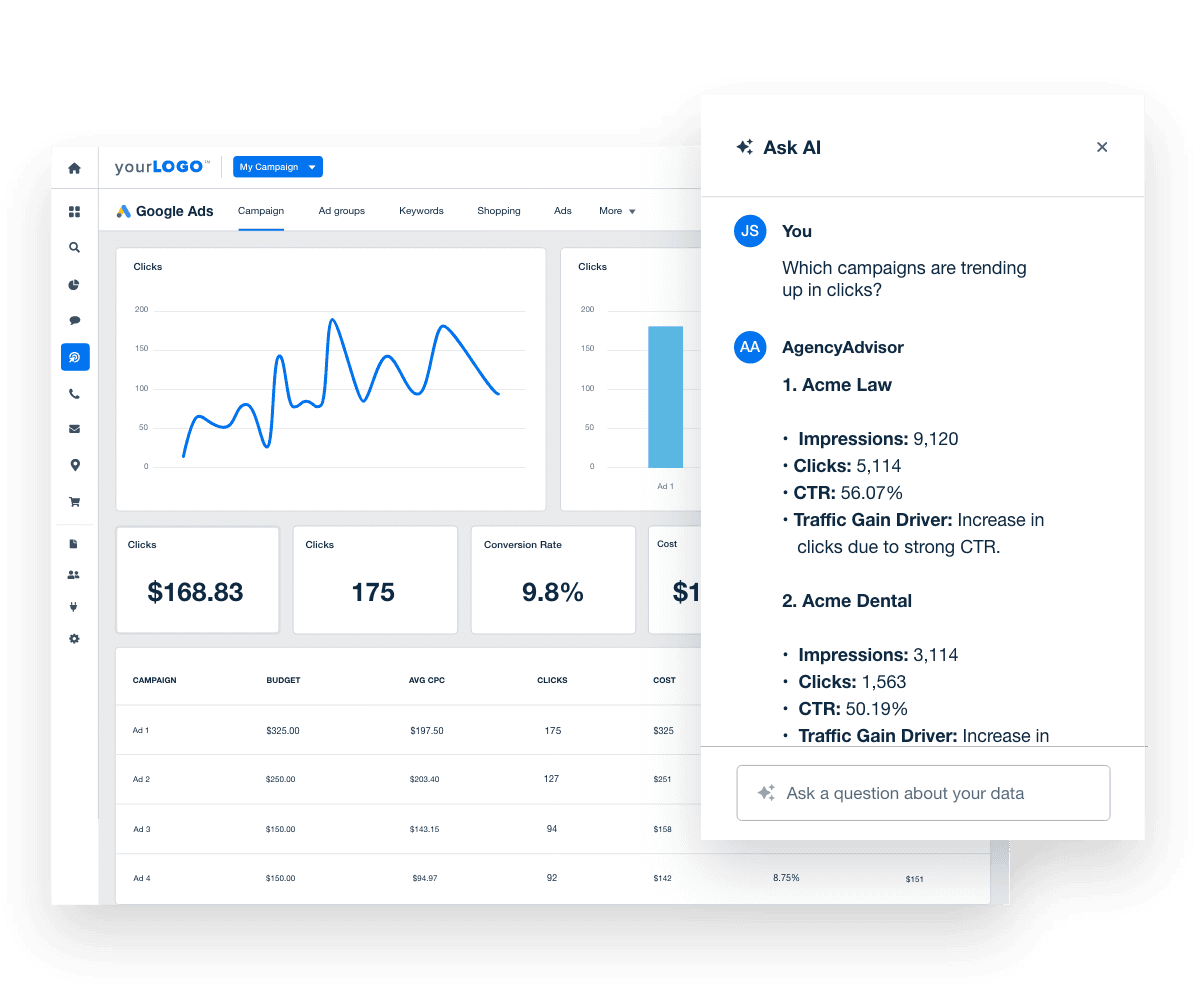 yourLOGO™
My Campaign
Google Ads
Campaign
Ad groups
Keywords
Shopping
Ads
More
Clicks
200
150
100
50
0
Clicks
200
150
100
50
0
Ad 1
Clicks
$168.83
Clicks
175
Conversion Rate
9.8%
Cost
$1
CAMPAIGN BUDGET AVG CPC CLICKS COST
Ad 1 $325.00 $197.50 175 $325
Ad 2 $250.00 $203.40 127 $251
Ad 3 $150.00 $143.15 94 $158
Ad 4 $150.00 $94.97 92 $142 8.75% $151
Ask AI
JS
You
Which campaigns are trending
up in clicks?
AA
AgencyAdvisor
1. Acme Law
• Impressions: 9,120
• Clicks: 5,114
• CTR: 56.07%
• Traffic Gain Driver: Increase in
clicks due to strong CTR.
2. Acme Dental
• Impressions: 3,114
• Clicks: 1,563
• CTR: 50.19%
• Traffic Gain Driver: Increase in
Ask a question about your data